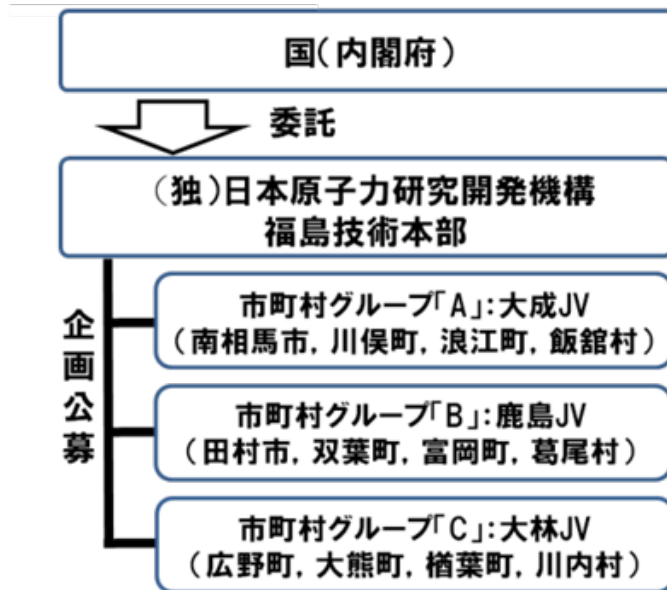 国(内閣府)
委託
(独)日本原子力研究開発機構
福島技術本部
企画公募
市町村グループ「A」:大成JV
(南相馬市, 川俣町, 浪江町, 飯舘村)
市町村グループ「B」:鹿島JV
(田村市, 双葉町, 富岡町, 葛尾村)
市町村グループ「C」:大林JV
(広野町, 大熊町, 楢葉町, 川内村)